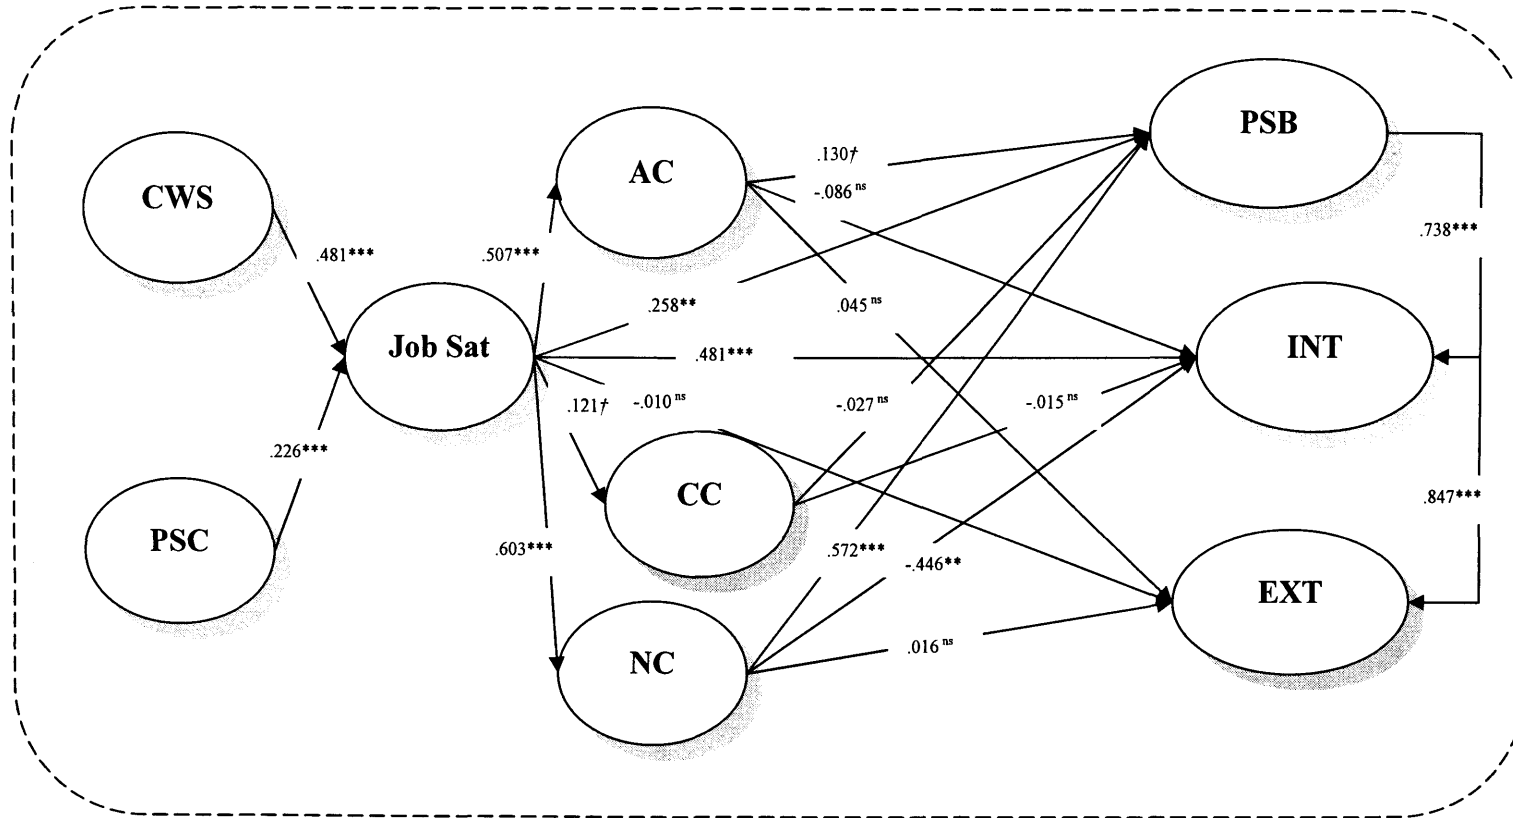 PSB
AC
.130†
CWS
-.086 ns
.738***
.481***
.507***
.258**
.045 ns
Job Sat
INT
.481***
.121†
-.010 ns
-.027 ns
-.015 ns
.226***
CC
.847***
PSC
.603***
.572***
-.446**
EXT
NC
.016 ns